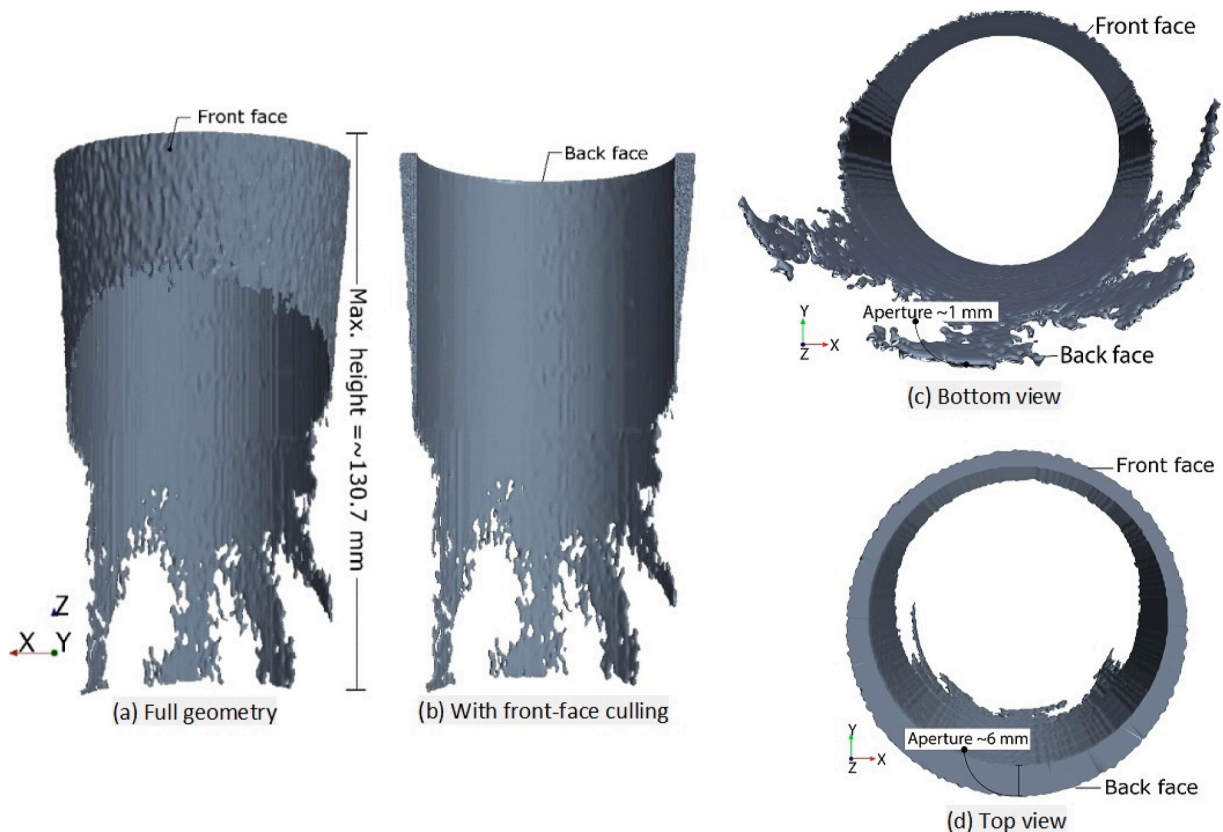 Front face
Max. height =~130.7 mm
Z
X
Y
(a) Full geometry
Back face
(b) With front-face culling
Front face
Aperture ~1 mm
Y
Z
X
Back face
(c) Bottom view
Front face
Aperture ~6 mm
Y
Z
X
Back face
(d) Top view